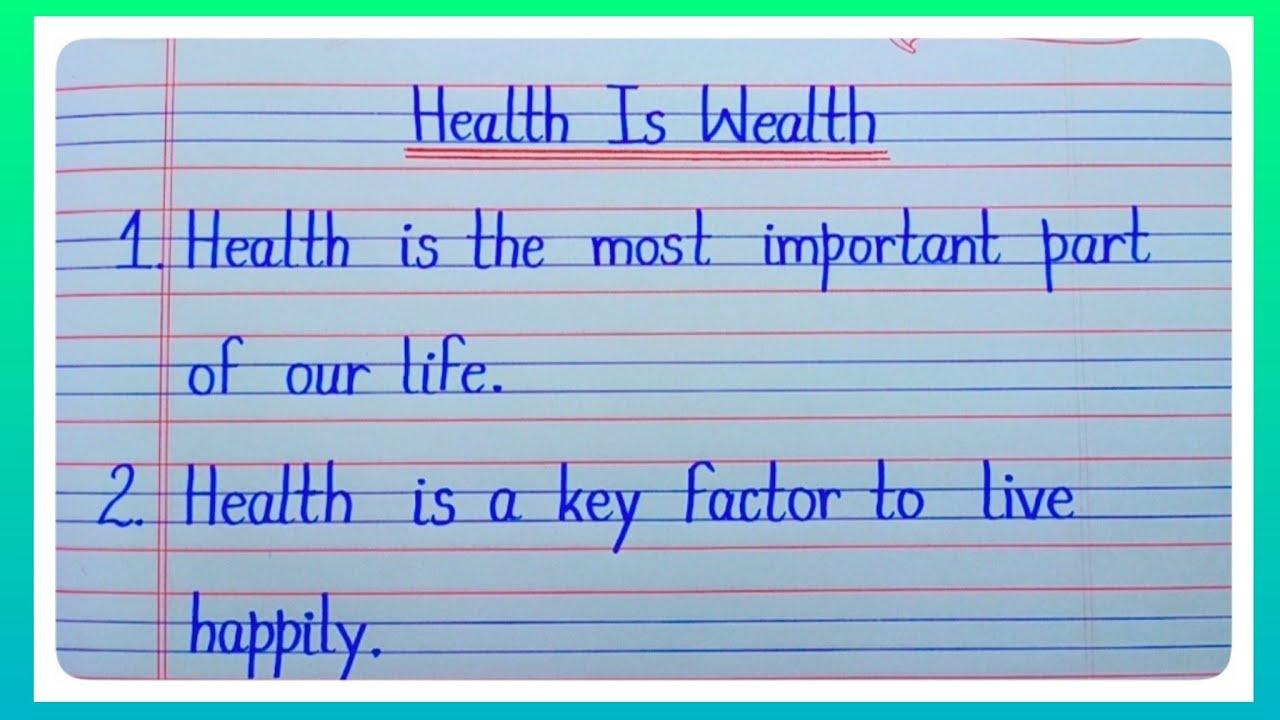 Health Is Wealth
1. Health is the most important part
of our life.
2. Health is a key factor to live
happily.